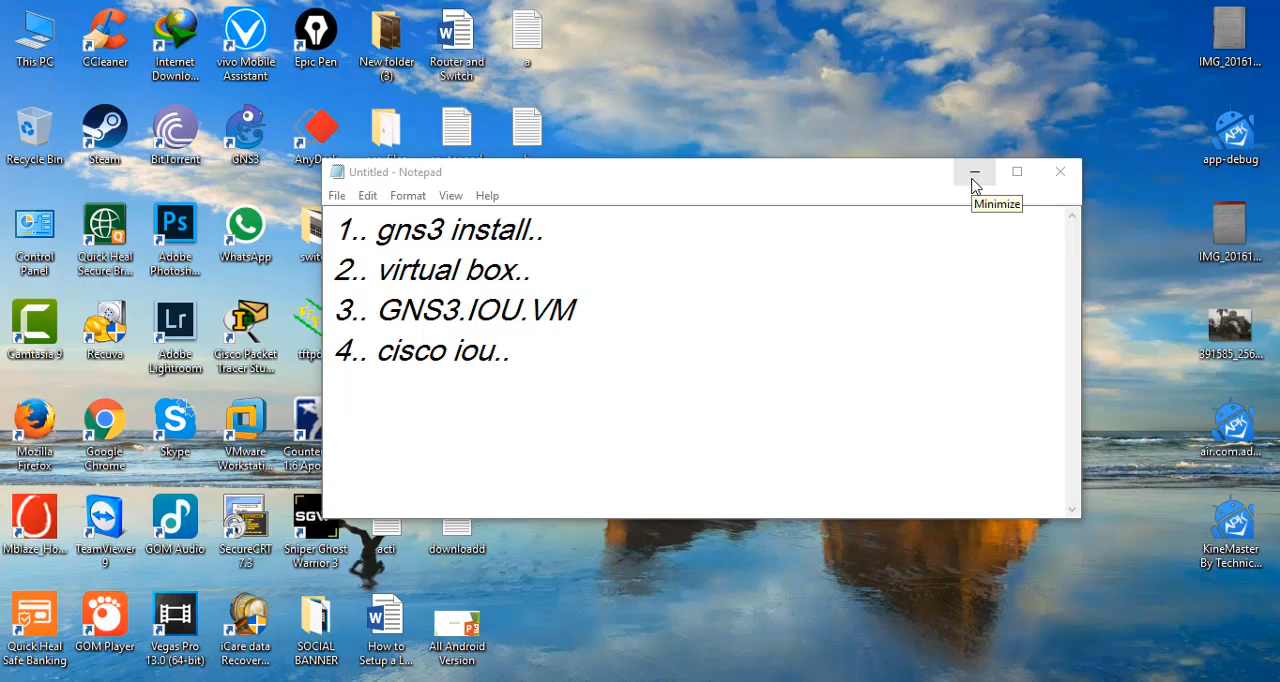 This PC
CCleaner
Internet
Downlo...
vivo Mobile
Assistant
Epic Pen
New folder
(3)
Router and
Switch
a
IMG_20161...
Recycle Bin
Steam
BitTorrent
GNS3
app-debug
Untitled - Notepad
Minimize
File Edit Format View Help
1.. gns3 install..
2.. virtual box..
3.. GNS3.IOU.VM
4.. cisco iou..
Control
Panel
Quick Heal
Secure Br...
Adobe
Photosh...
WhatsApp
IMG_20161...
Camtasia 9
Recuva
Adobe
Lightroom
Cisco Packet
Tracer Stu...
391585_256...
Mozilla
Firefox
Google
Chrome
Skype
VMware
Workstati...
air.com.ad...
Mblaze_Ho...
TeamViewer
9
GOM Audio
SecureCRT
7.3
Sniper Ghost
Warrior 3
acti
downloadd
KineMaster
By Technic...
Quick Heal
Safe Banking
GOM Player
Vegas Pro
13.0 (64-bit)
iCare data
Recover...
SOCIAL
BANNER
How to
Setup a L...
All Android
Version